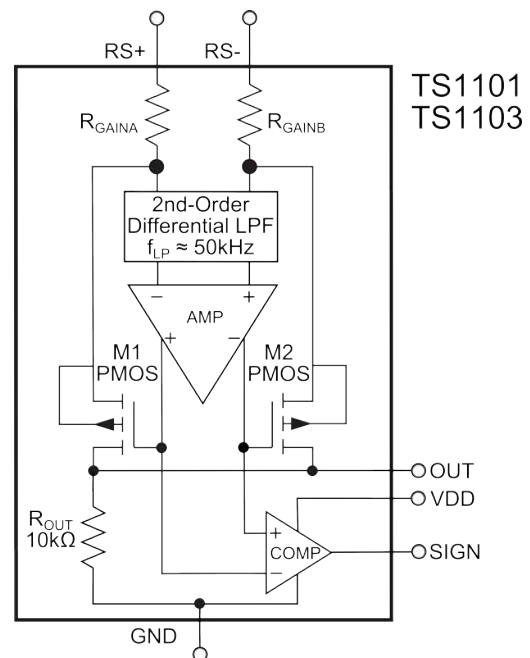 RS+ RS-
TS1101
TS1103
RGAINA RGAINB
2nd-Order
Differential LPF
fLP ≈ 50kHz
- +
AMP
+ -
M1
PMOS
M2
PMOS
OUT
VDD
ROUT
10kΩ
+
COMP
-
SIGN
GND